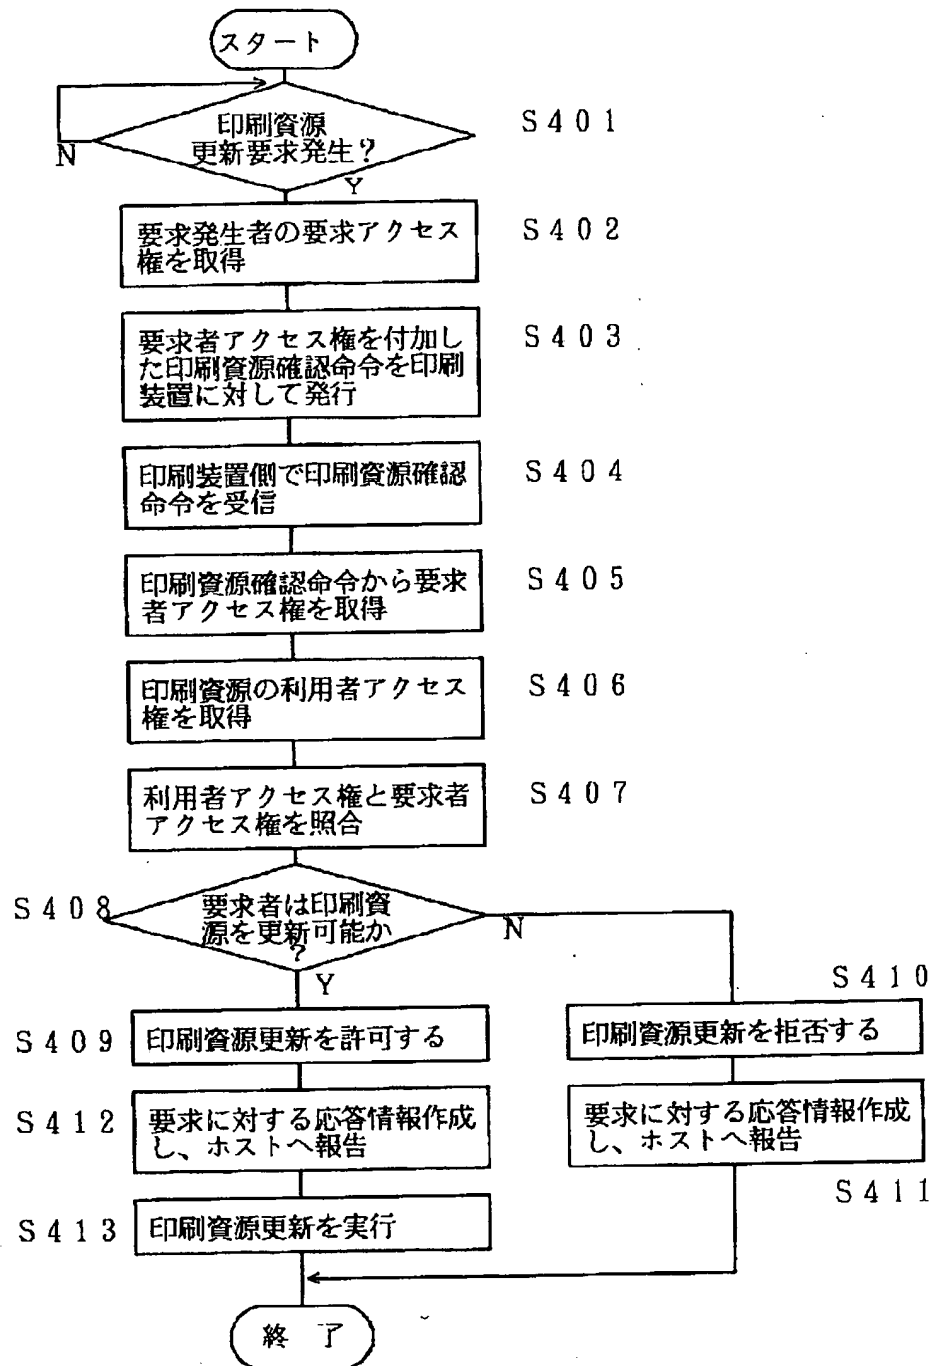 スタート
印刷資源
更新要求発生?
S401
N
Y
要求発生者の要求アクセス
権を取得
S402
要求者アクセス権を付加し
た印刷資源確認命令を印刷
装置に対して発行
S403
印刷装置側で印刷資源確認
命令を受信
S404
印刷資源確認命令から要求
者アクセス権を取得
S405
印刷資源の利用者アクセス
権を取得
S406
利用者アクセス権と要求者
アクセス権を照合
S407
S408
要求者は印刷資
源を更新可能か
?
N
Y
S409
印刷資源更新を許可する
S410
印刷資源更新を拒否する
S412
要求に対する応答情報作成
し、ホストへ報告
要求に対する応答情報作成
し、ホストへ報告
S411
S413
印刷資源更新を実行
終 了